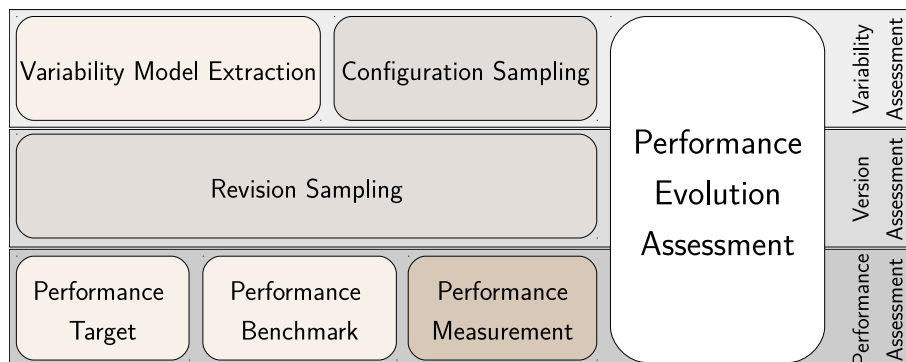 Variability Model Extraction
Configuration Sampling
Variability
Assessment
Revision Sampling
Performance
Evolution
Assessment
Version
Assessment
Performance
Target
Performance
Benchmark
Performance
Measurement
Performance
Assessment